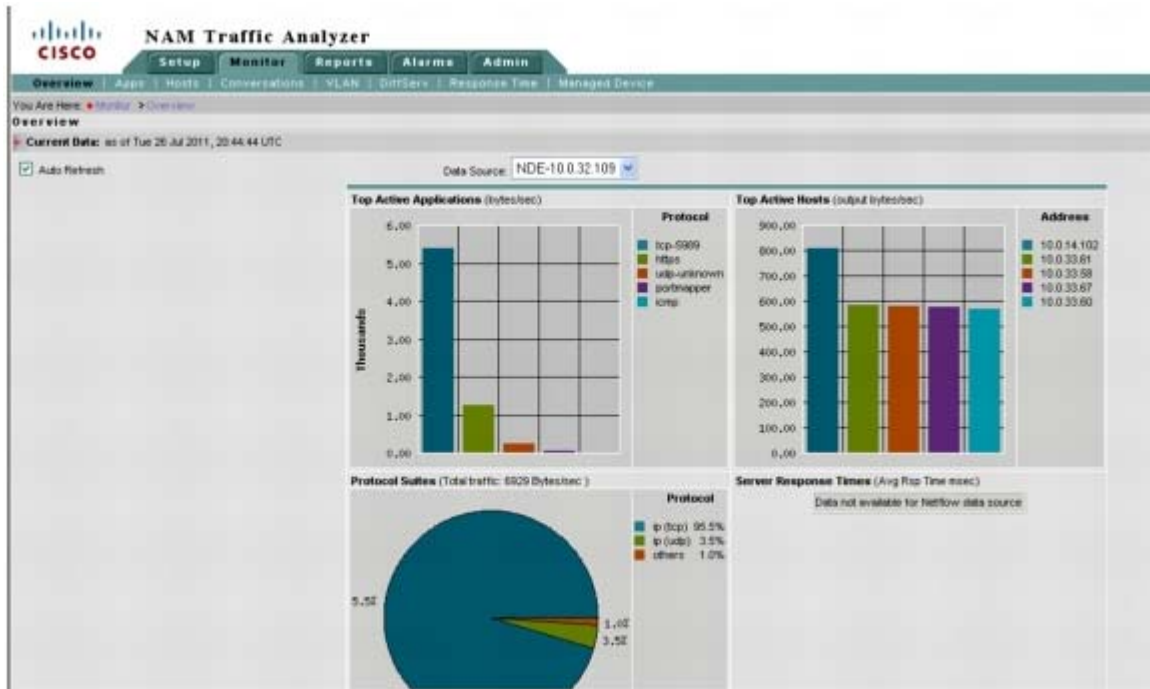 CISCO
NAM Traffic Analyzer
Setup Monitor Reports Alarms Admin
Overview | Apps | Hosts | Conversations | VLAN | DiffServ | Response Time | Managed Device
You Are Here: Monitor > Overview
Overview
Current Data: as of Tue 26 Jul 2011, 20:44:44 UTC
Auto Refresh
Data Source: NDE-10.0.32.109
Top Active Applications (bytes/sec)
6.00
5.00
4.00
3.00
2.00
1.00
0.00
Thousands
Protocol
tcp-5989
https
udp-unknown
portmapper
icmp
Top Active Hosts (output bytes/sec)
900.00
800.00
700.00
600.00
500.00
400.00
300.00
200.00
100.00
0.00
Address
10.0.14.102
10.0.33.61
10.0.33.58
10.0.33.67
10.0.33.60
Protocol Suites (Total traffic: 6929 Bytes/sec )
5.5%
1.0%
3.5%
Protocol
ip (tcp) 95.5%
ip (udp) 3.5%
others 1.0%
Server Response Times (Avg Rsp Time msec)
Data not available for Netflow data source